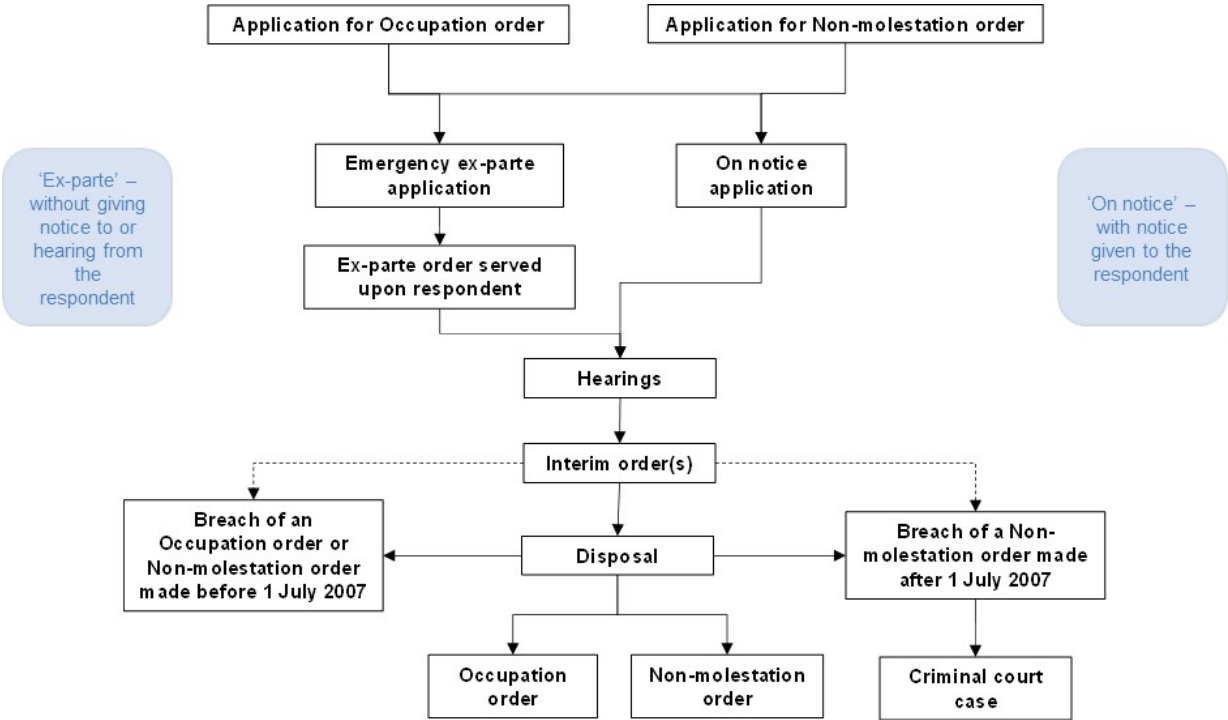 Application for Occupation order
Application for Non-molestation order
'Ex-parte' –
without giving
notice to or
hearing from
the
respondent
Emergency ex-parte
application
On notice
application
'On notice' –
with notice
given to the
respondent
Ex-parte order served
upon respondent
Hearings
Interim order(s)
Breach of an
Occupation order or
Non-molestation order
made before 1 July 2007
Disposal
Breach of a Non-
molestation order made
after 1 July 2007
Occupation
order
Non-molestation
order
Criminal court
case